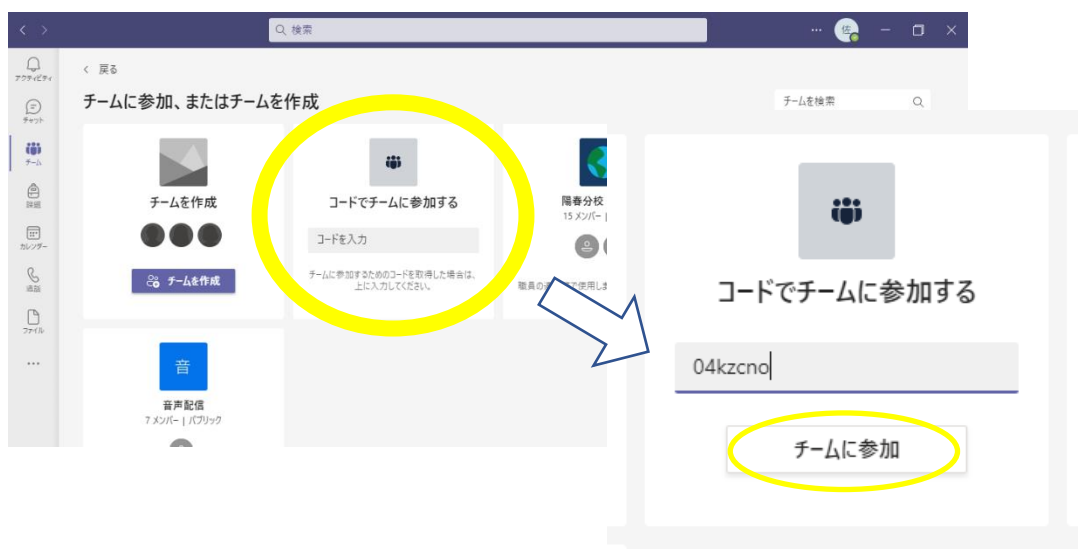 検索
佐
アクティビティ
チャット
チーム
課題
カレンダー
通話
ファイル
戻る
チームに参加、またはチームを作成
チームを検索
チームを作成
チームを作成
コードでチームに参加する
コードを入力
チームに参加するためのコードを取得した場合は、
上に入力してください。
陽春分校
15 メンバー |
音
音声配信
7 メンバー | パブリック
コードでチームに参加する
04kzcno
チームに参加